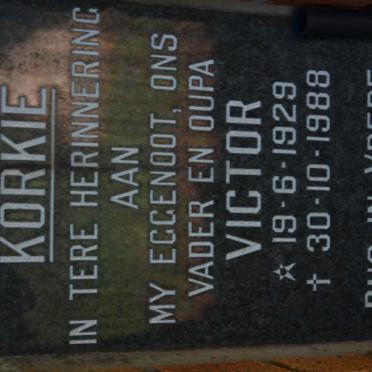 KORKIE
IN TERE HERINNERING
AAN
MY EGGENOOT, ONS
VADER EN OUPA
VICTOR
19-6-1929
† 30-10-1988